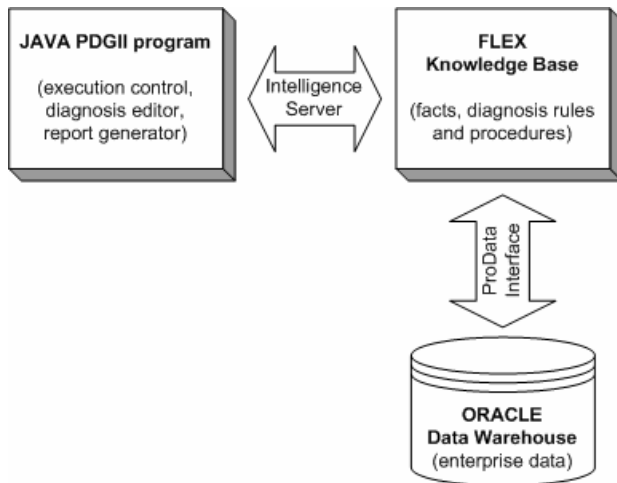 JAVA PDGII program
(execution control,
diagnosis editor,
report generator)
Intelligence
Server
FLEX
Knowledge Base
(facts, diagnosis rules
and procedures)
ProData
Interface
ORACLE
Data Warehouse
(enterprise data)